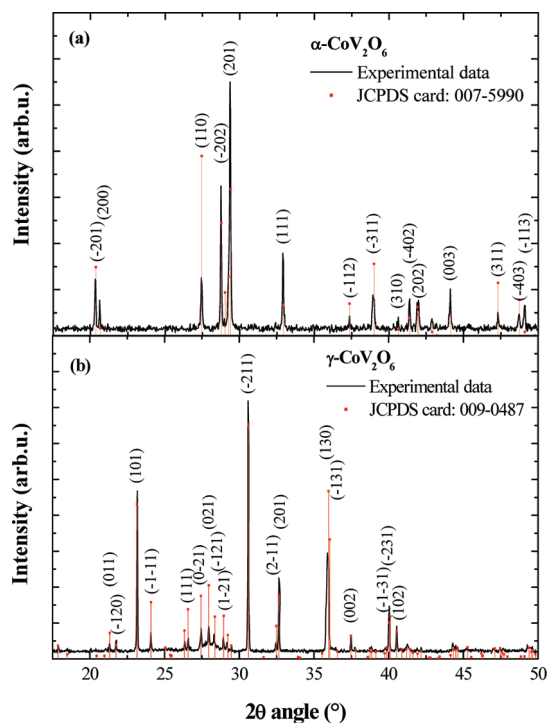 (a)
α-CoV₂O₆
Experimental data
JCPDS card: 007-5990
Intensity (arb.u.)
(-201)
(200)
(110)
(-202)
(201)
(111)
(-112)
(-311)
(310)
(-402)
(202)
(003)
(311)
(-403)
(-113)
(b)
γ-CoV₂O₆
Experimental data
JCPDS card: 009-0487
Intensity (arb.u.)
(101)
(011)
(-120)
(-1-11)
(111)
(0-21)
(021)
(-121)
(1-21)
(-211)
(2-11)
(201)
(130)
(-131)
(002)
(-1-31)
(-231)
(102)
20 25 30 35 40 45 50
2θ angle (°)